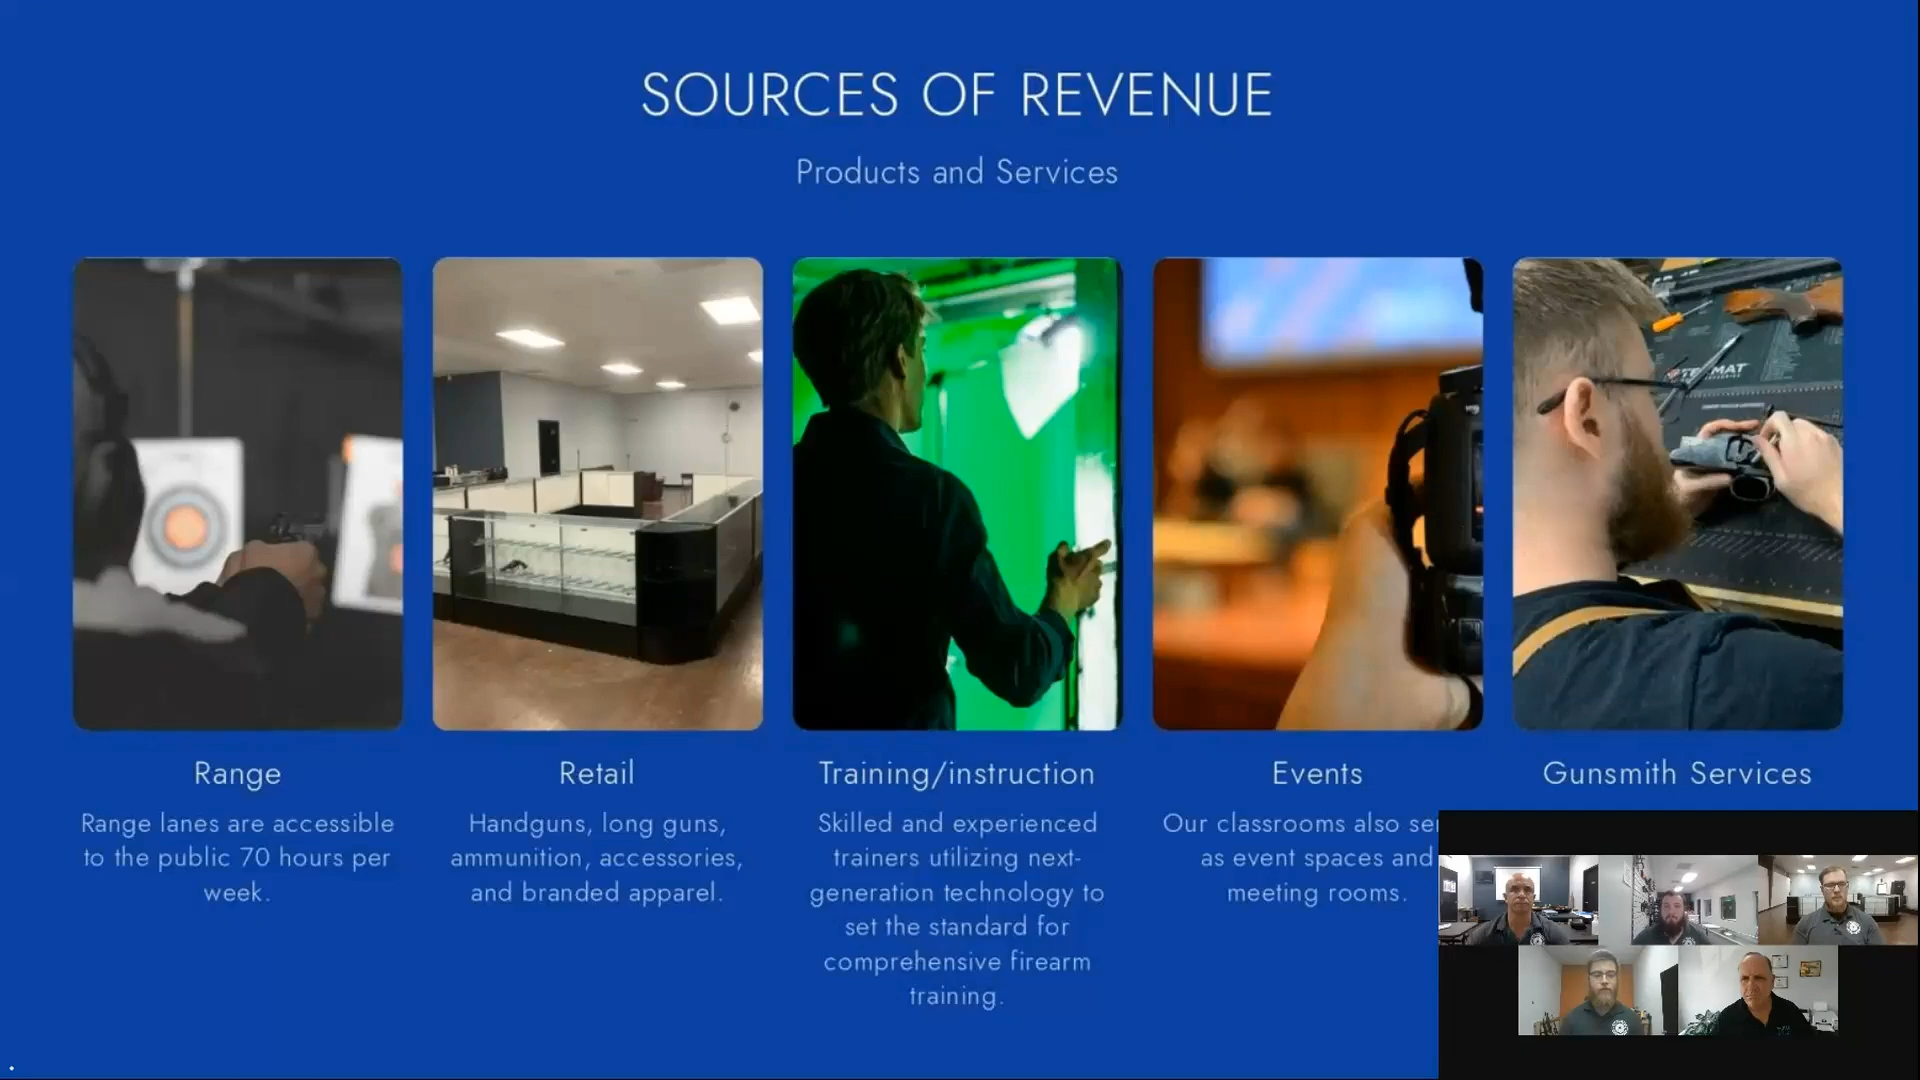 SOURCES OF REVENUE
Products and Services
Range
Range lanes are accessible
to the public 70 hours per
week.
Retail
Handguns, long guns,
ammunition, accessories,
and branded apparel.
Training/instruction
Skilled and experienced
trainers utilizing next-
generation technology to
set the standard for
comprehensive firearm
training.
Events
Our classrooms also
as event spaces and
meeting rooms.
Gunsmith Services